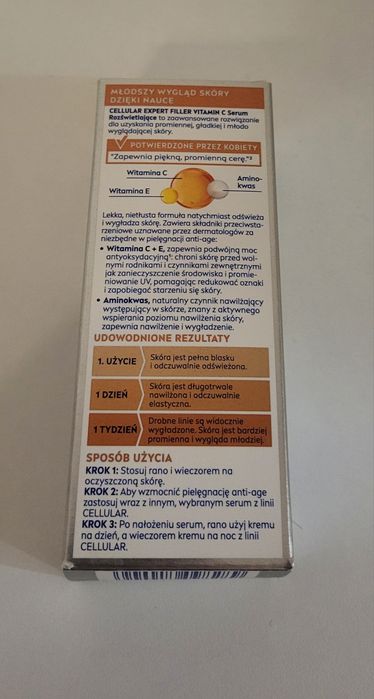 MŁODSZY WYGLĄD SKÓRY
DZIĘKI NAUCE
CELLULAR EXPERT FILLER VITAMIN C Serum
Rozświetlające to zaawansowane rozwiązanie
dla uzyskania promiennej, gładkiej i młodo
wyglądającej skóry.
POTWIERDZONE PRZEZ KOBIETY
"Zapewnia piękną, promienną cerę."³
Witamina C
Amino-
kwas
Witamina E
Lekka, nietłusta formuła natychmiast odświeża
i wygładza skórę. Zawiera składniki przeciwsta-
rzeniowe uznawane przez dermatologów za
niezbędne w pielęgnacji anti-age:
• Witamina C + E, zapewnia podwójną moc
antyoksydacyjną: chroni skórę przed wol-
nymi rodnikami i czynnikami zewnętrznymi
jak zanieczyszczenie środowiska i promie-
niowanie UV, pomagając redukować oznaki
i zapobiegać starzeniu się skóry.
• Aminokwas, naturalny czynnik nawilżający
występujący w skórze, znany z aktywnego
wspierania poziomu nawilżenia skóry,
zapewnia nawilżenie i wygładzenie.
UDOWODNIONE REZULTATY
1. UŻYCIE
Skóra jest pełna blasku
i odczuwalnie odświeżona.
1 DZIEŃ
Skóra jest długotrwale
nawilżona i odczuwalnie
elastyczna.
1 TYDZIEŃ
Drobne linie są widocznie
wygładzone. Skóra jest bardziej
promienna i wygląda młodziej.
SPOSÓB UŻYCIA
KROK 1: Stosuj rano i wieczorem na
oczyszczoną skórę.
KROK 2: Aby wzmocnić pielęgnację anti-age
zastosuj wraz z innym, wybranym serum z linii
CELLULAR.
KROK 3: Po nałożeniu serum, rano użyj kremu
na dzień, a wieczorem kremu na noc z linii
CELLULAR.